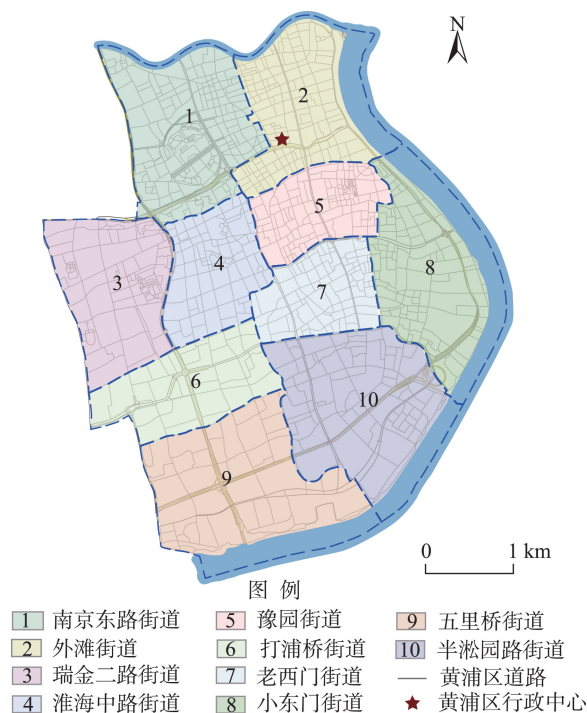 N
1
2
5
3
4
8
7
6
10
9
0 1 km
图 例
1 南京东路街道
5 豫园街道
9 五里桥街道
2 外滩街道
6 打浦桥街道
10 半淞园路街道
3 瑞金二路街道
7 老西门街道
黄浦区道路
4 淮海中路街道
8 小东门街道
黄浦区行政中心